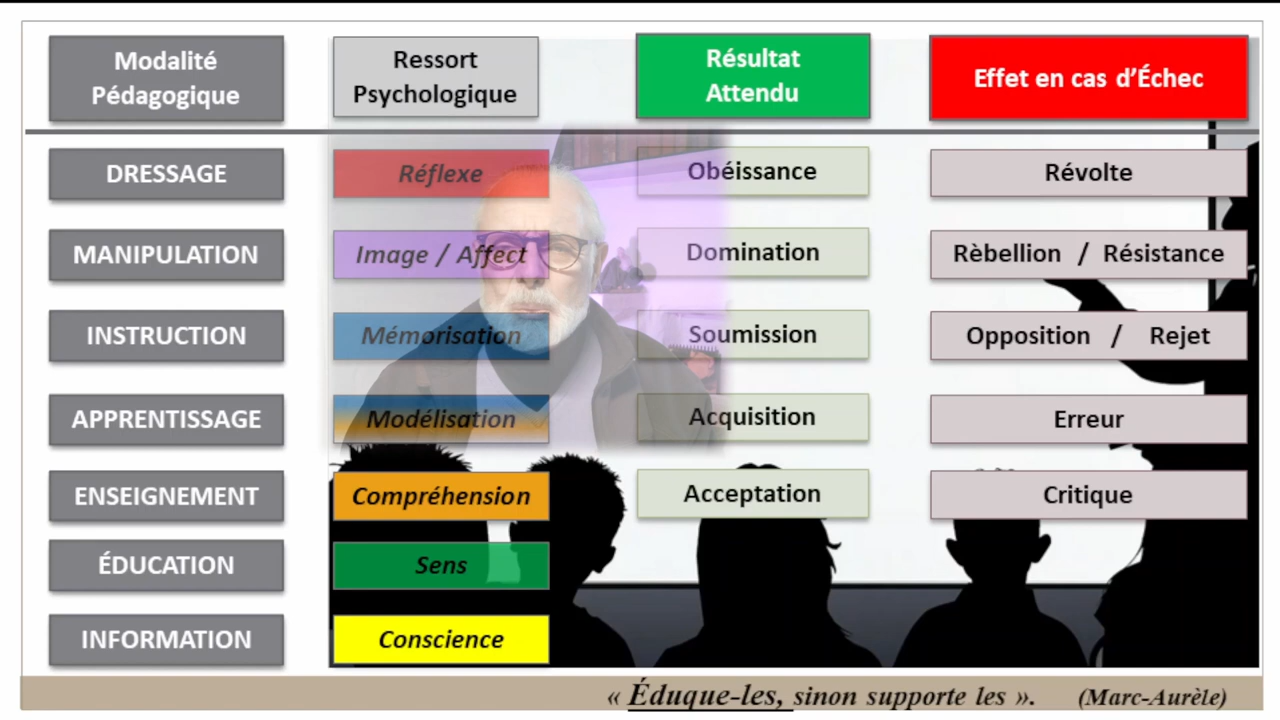 Modalité Pédagogique
Ressort Psychologique
Résultat Attendu
Effet en cas d'Échec
DRESSAGE Réflexe Obéissance Révolte
MANIPULATION Image / Affect Domination Rèbellion / Résistance
INSTRUCTION Mémorisation Soumission Opposition / Rejet
APPRENTISSAGE Modélisation Acquisition Erreur
ENSEIGNEMENT Compréhension Acceptation Critique
ÉDUCATION Sens
INFORMATION Conscience
« Éduque-les, sinon supporte les ». (Marc-Aurèle)